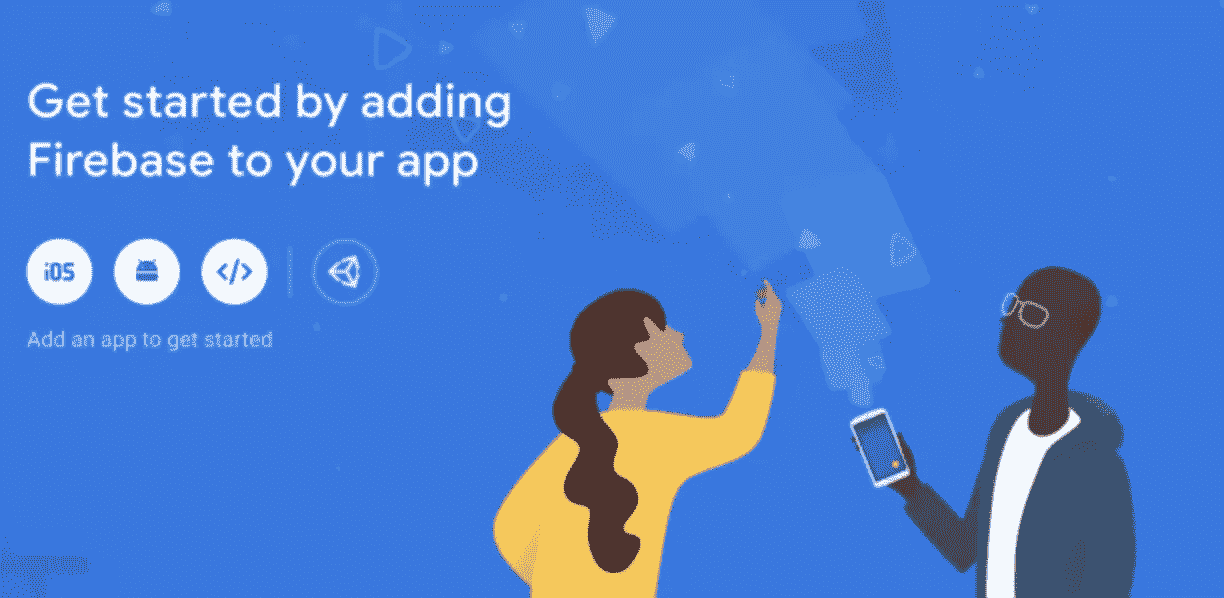 Get started by adding
Firebase to your app
iOS
</>
Add an app to get started